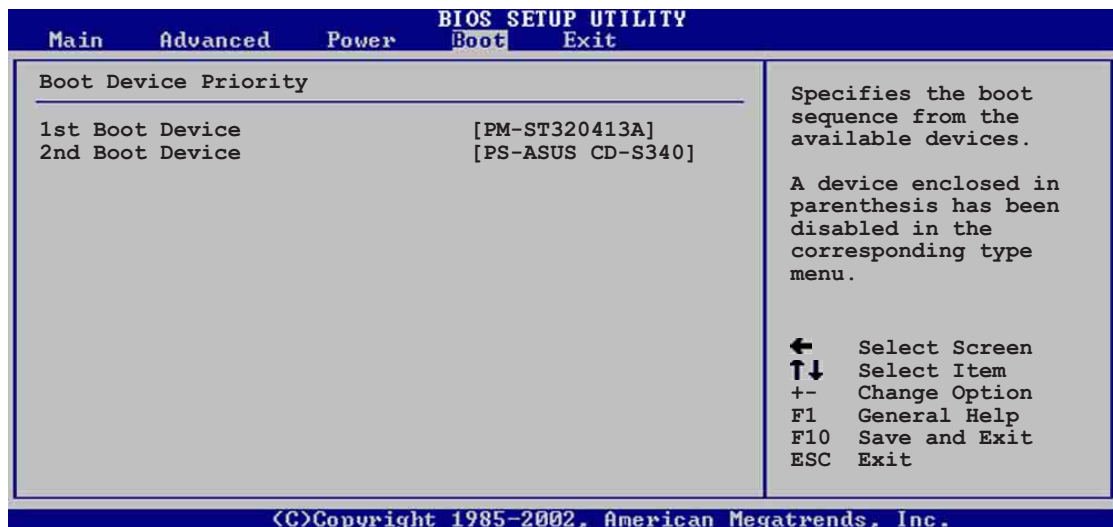 BIOS SETUP UTILITY
Main Advanced Power Boot Exit
Boot Device Priority
1st Boot Device [PM-ST320413A]
2nd Boot Device [PS-ASUS CD-S340]
Specifies the boot
sequence from the
available devices.
A device enclosed in
parenthesis has been
disabled in the
corresponding type
menu.
← Select Screen
↑↓ Select Item
+- Change Option
F1 General Help
F10 Save and Exit
ESC Exit
(C)Copyright 1985-2002, American Megatrends, Inc.